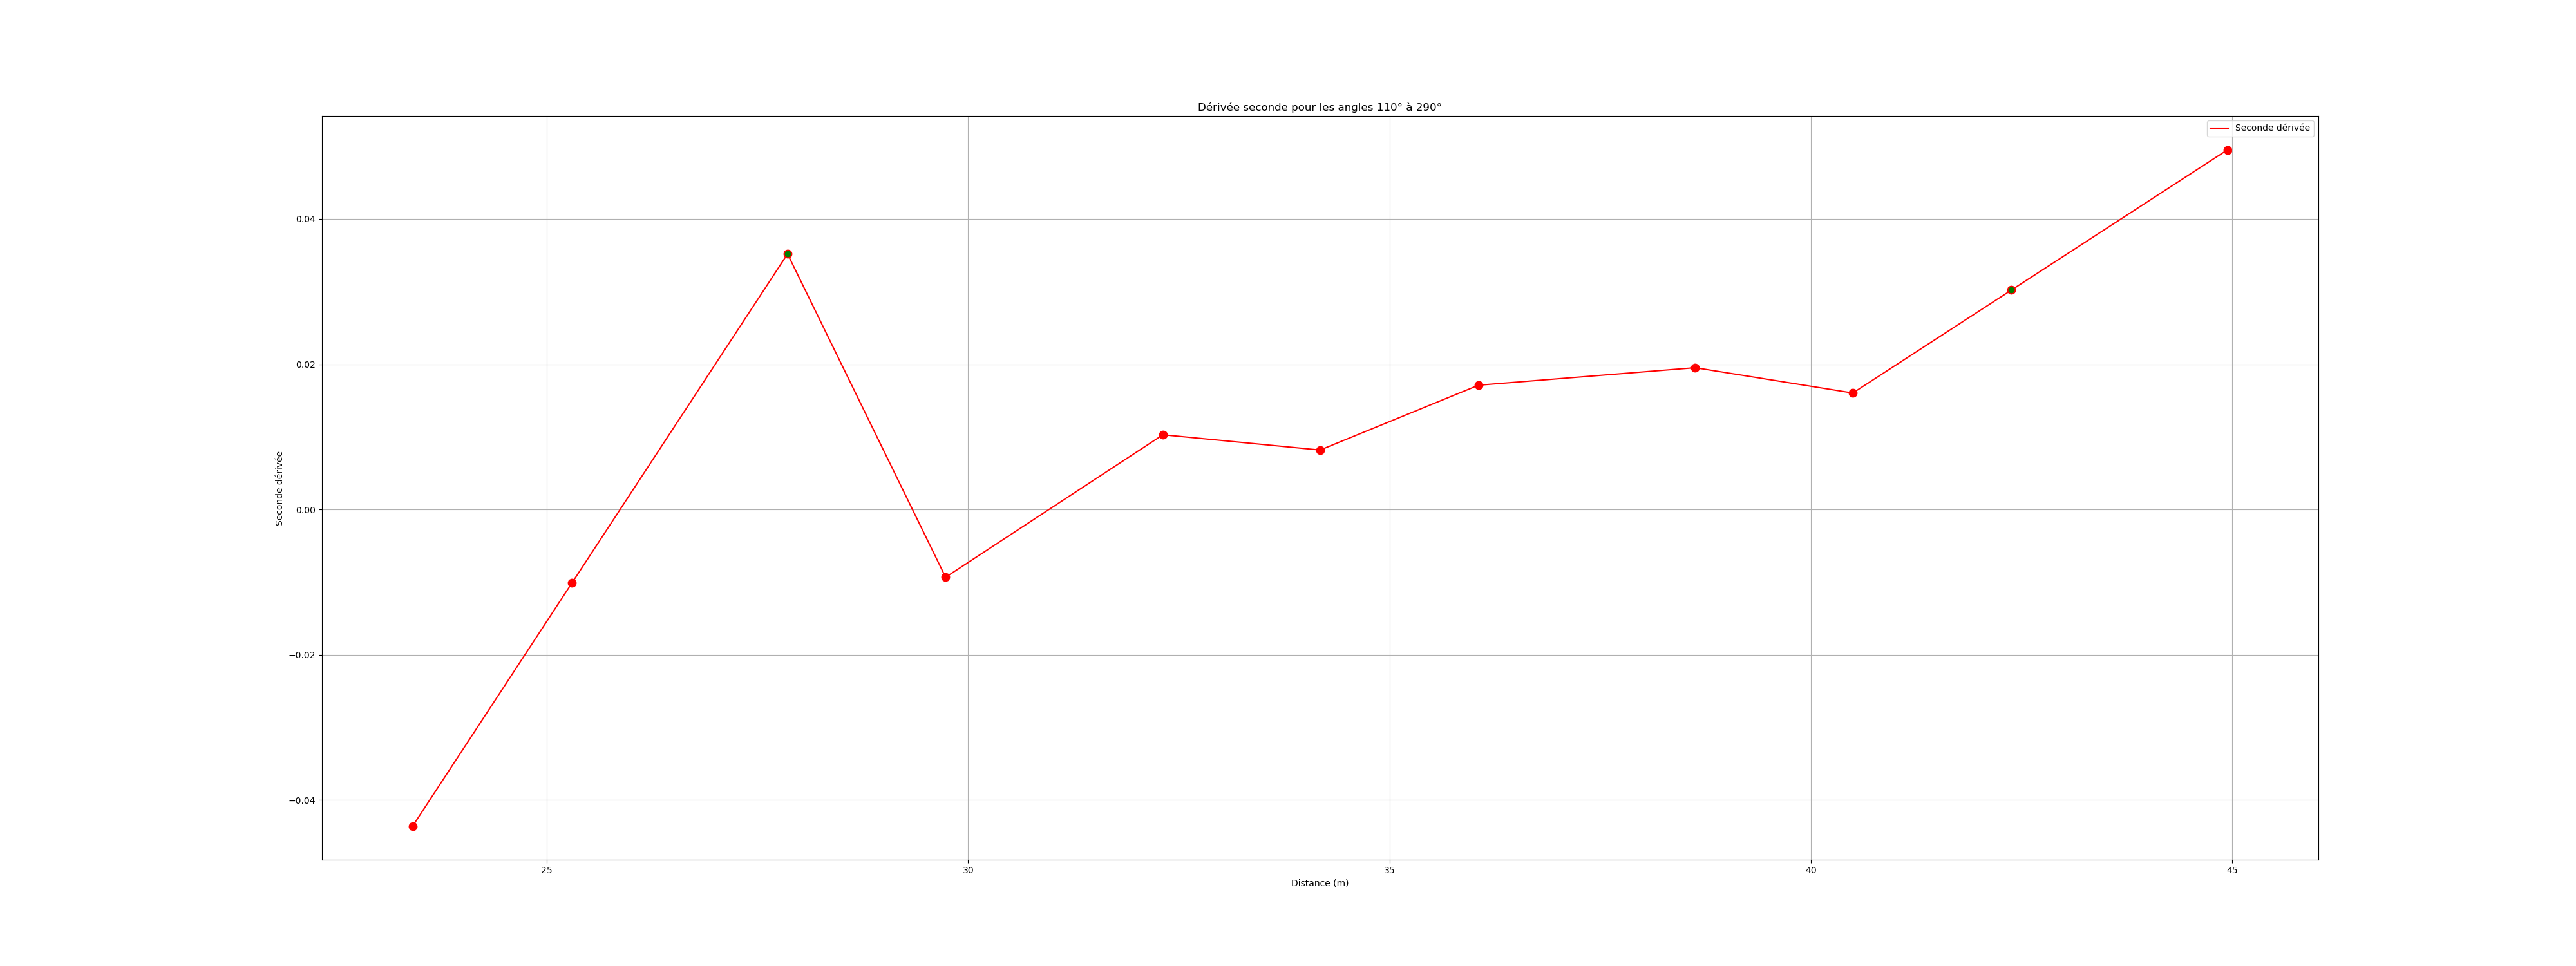 Dérivée seconde pour les angles 110° à 290°
Seconde dérivée
0.04
0.02
0.00
−0.02
−0.04
Seconde dérivée
25 30 35 40 45
Distance (m)